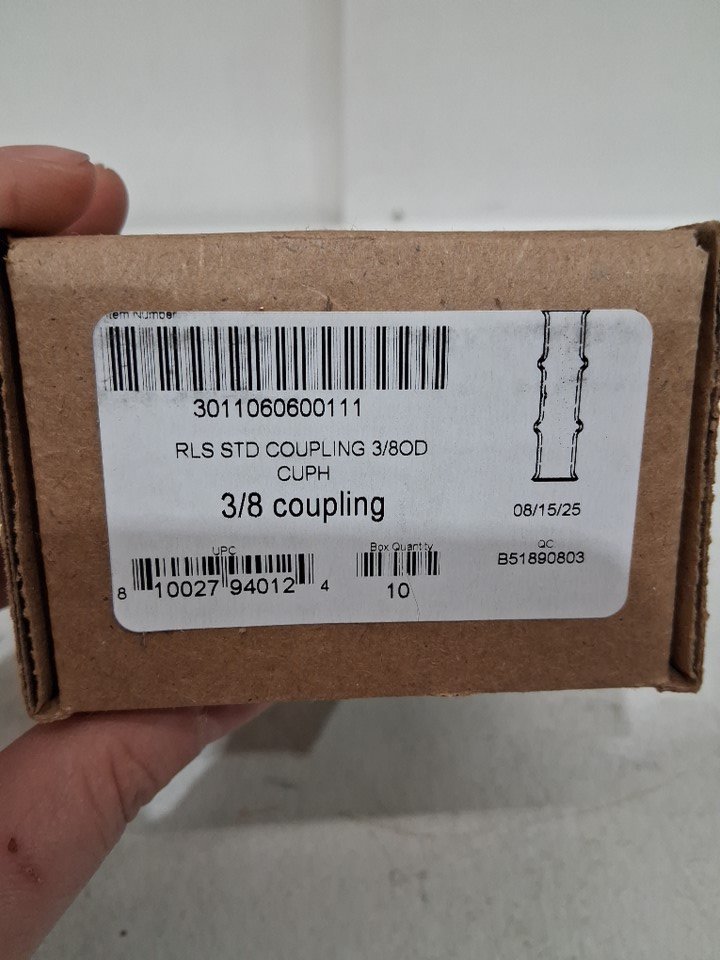 Item Number
3011060600111
RLS STD COUPLING 3/8OD
CUPH
3/8 coupling
08/15/25
UPC
Box Quantity
QC
B51890803
8 10027 94012 4
10